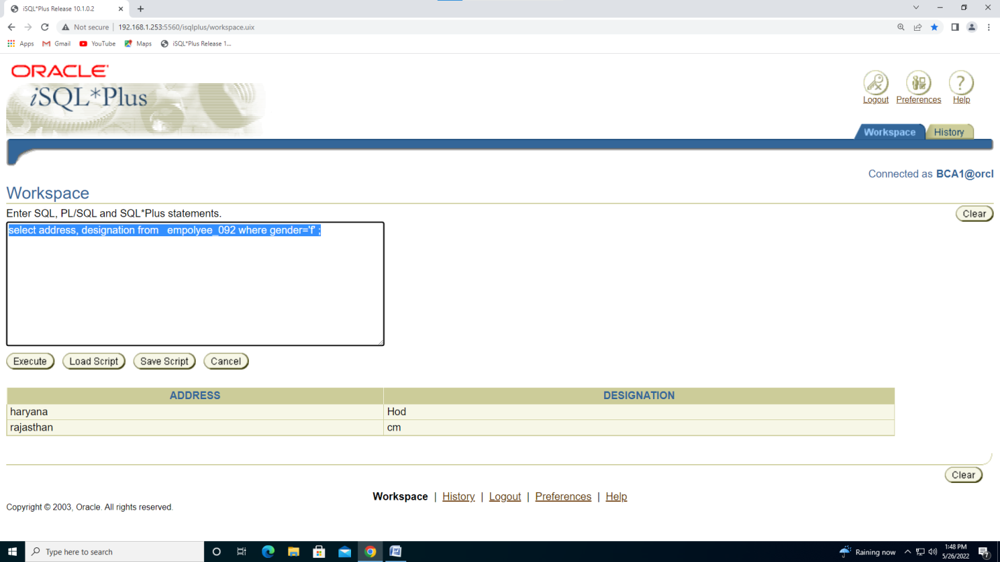 iSQL*Plus Release 10.1.0.2
Not secure | 192.168.1.253:5560/isqlplus/workspace.uix
Apps Gmail YouTube Maps iSQL*Plus Release 1...
ORACLE
iSQL*Plus
Logout Preferences Help
Workspace History
Connected as BCA1@orcl
Workspace
Enter SQL, PL/SQL and SQL*Plus statements.
Clear
select address, designation from   empolyee_092 where gender='f' ;
Execute Load Script Save Script Cancel
ADDRESS DESIGNATION
haryana Hod
rajasthan cm
Clear
Workspace | History | Logout | Preferences | Help
Copyright © 2003, Oracle. All rights reserved.
Type here to search
Raining now
1:48 PM
5/26/2022
7